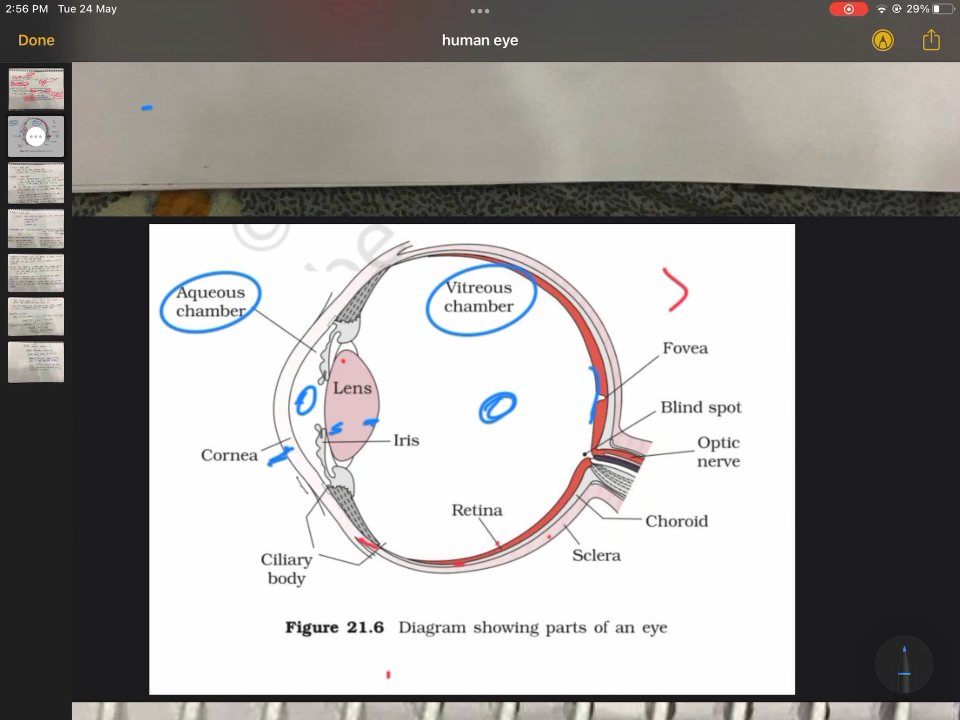 2:56 PM Tue 24 May
29%
Done
human eye
Aqueous
chamber
Vitreous
chamber
Fovea
Lens
Blind spot
Iris
Optic
nerve
Cornea
Retina
Choroid
Sclera
Ciliary
body
Figure 21.6 Diagram showing parts of an eye